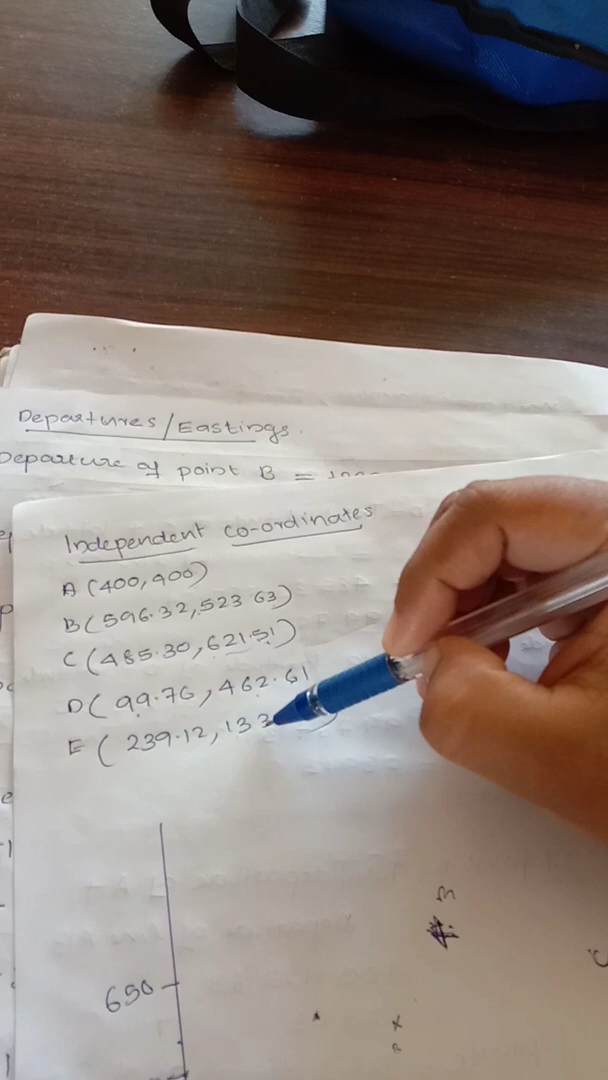 Departures/Eastings.
Departure of point B =
Independent co-ordinates
A (400,400)
B (596.32,523.63)
C (485.30,621.51)
D ( 99.76, 462.61
E ( 239.12, 133
650
B
C
x